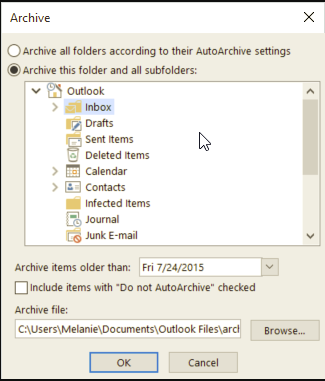 Archive
Archive all folders according to their AutoArchive settings
Archive this folder and all subfolders:
Outlook
Inbox
Drafts
Sent Items
Deleted Items
Calendar
Contacts
Infected Items
Journal
Junk E-mail
Archive items older than: Fri 7/24/2015
Include items with "Do not AutoArchive" checked
Archive file:
C:\Users\Melanie\Documents\Outlook Files\arch Browse...
OK Cancel